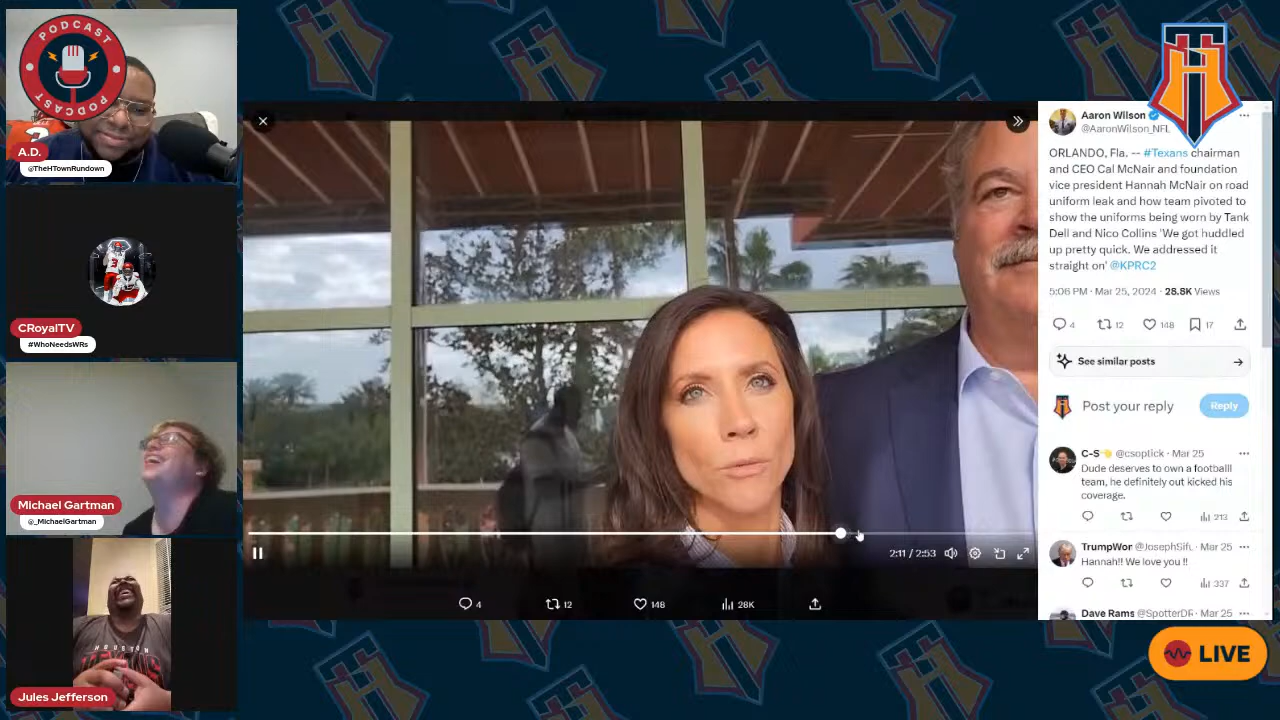 PODCAST
PODCAST
A.D.
@TheHTownRundown
CRoyalTV
#WhoNeedsWRs
Michael Gartman
@_MichaelGartman
HOUSTON
Jules Jefferson
2:11 / 2:53
4
12
148
28K
Aaron Wilson
@AaronWilson_NFL
ORLANDO, Fla. -- #Texans chairman
and CEO Cal McNair and foundation
vice president Hannah McNair on road
uniform leak and how team pivoted to
show the uniforms being worn by Tank
Dell and Nico Collins 'We got huddled
up pretty quick. We addressed it
straight on' @KPRC2
5:06 PM · Mar 25, 2024 · 28.8K Views
4 12 148 17
See similar posts
Post your reply Reply
C-S @csoptick · Mar 25
Dude deserves to own a footballl
team, he definitely out kicked his
coverage.
213
TrumpWor @JosephSifu · Mar 25
Hannah!! We love you !!
337
Dave Rams @SpotterDR · Mar 25
LIVE